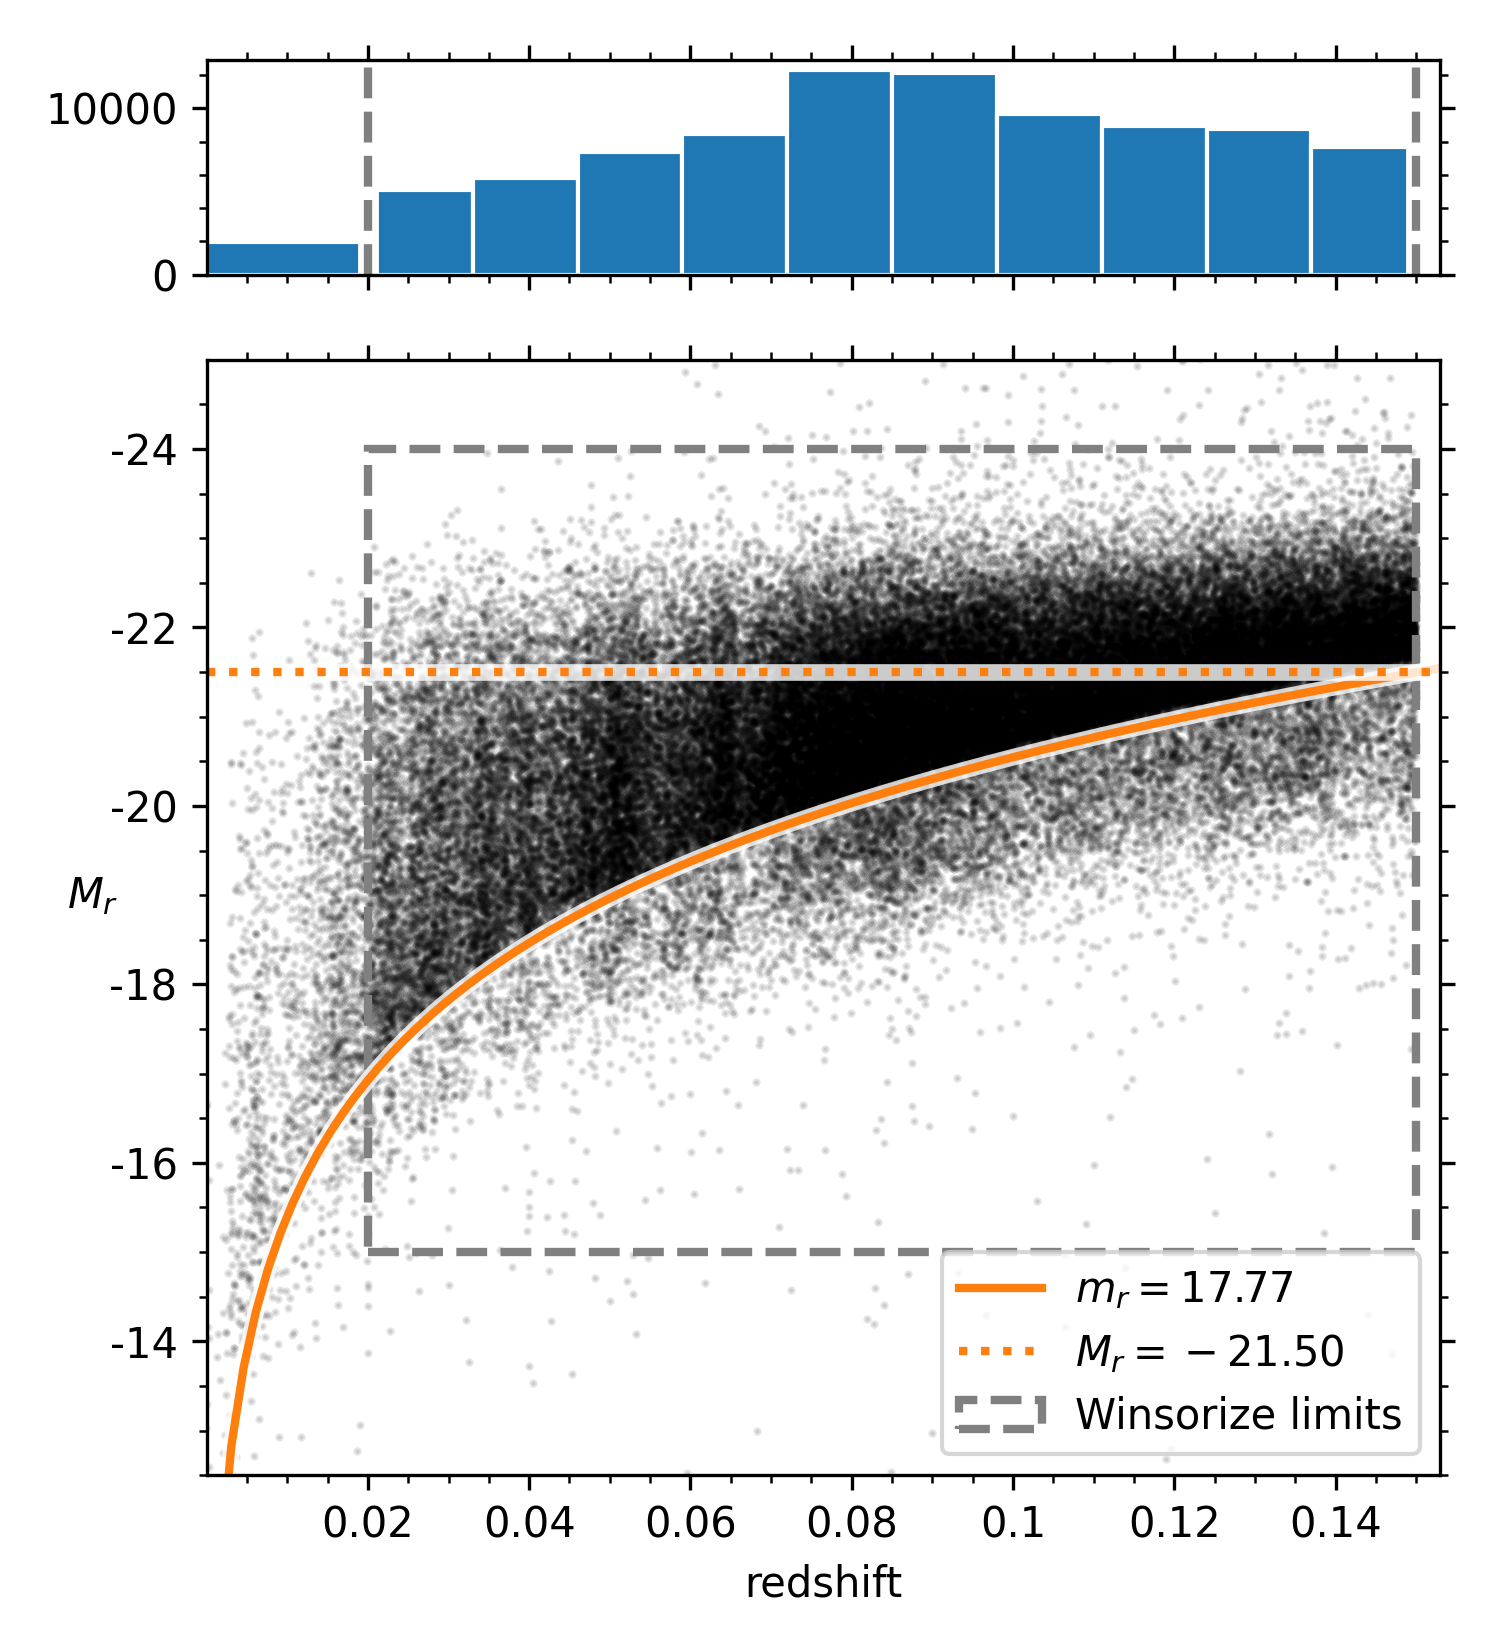 10000
0
-24
-22
-20
-18
-16
-14
M_r
m_r = 17.77
M_r = −21.50
Winsorize limits
0.02 0.04 0.06 0.08 0.1 0.12 0.14
redshift